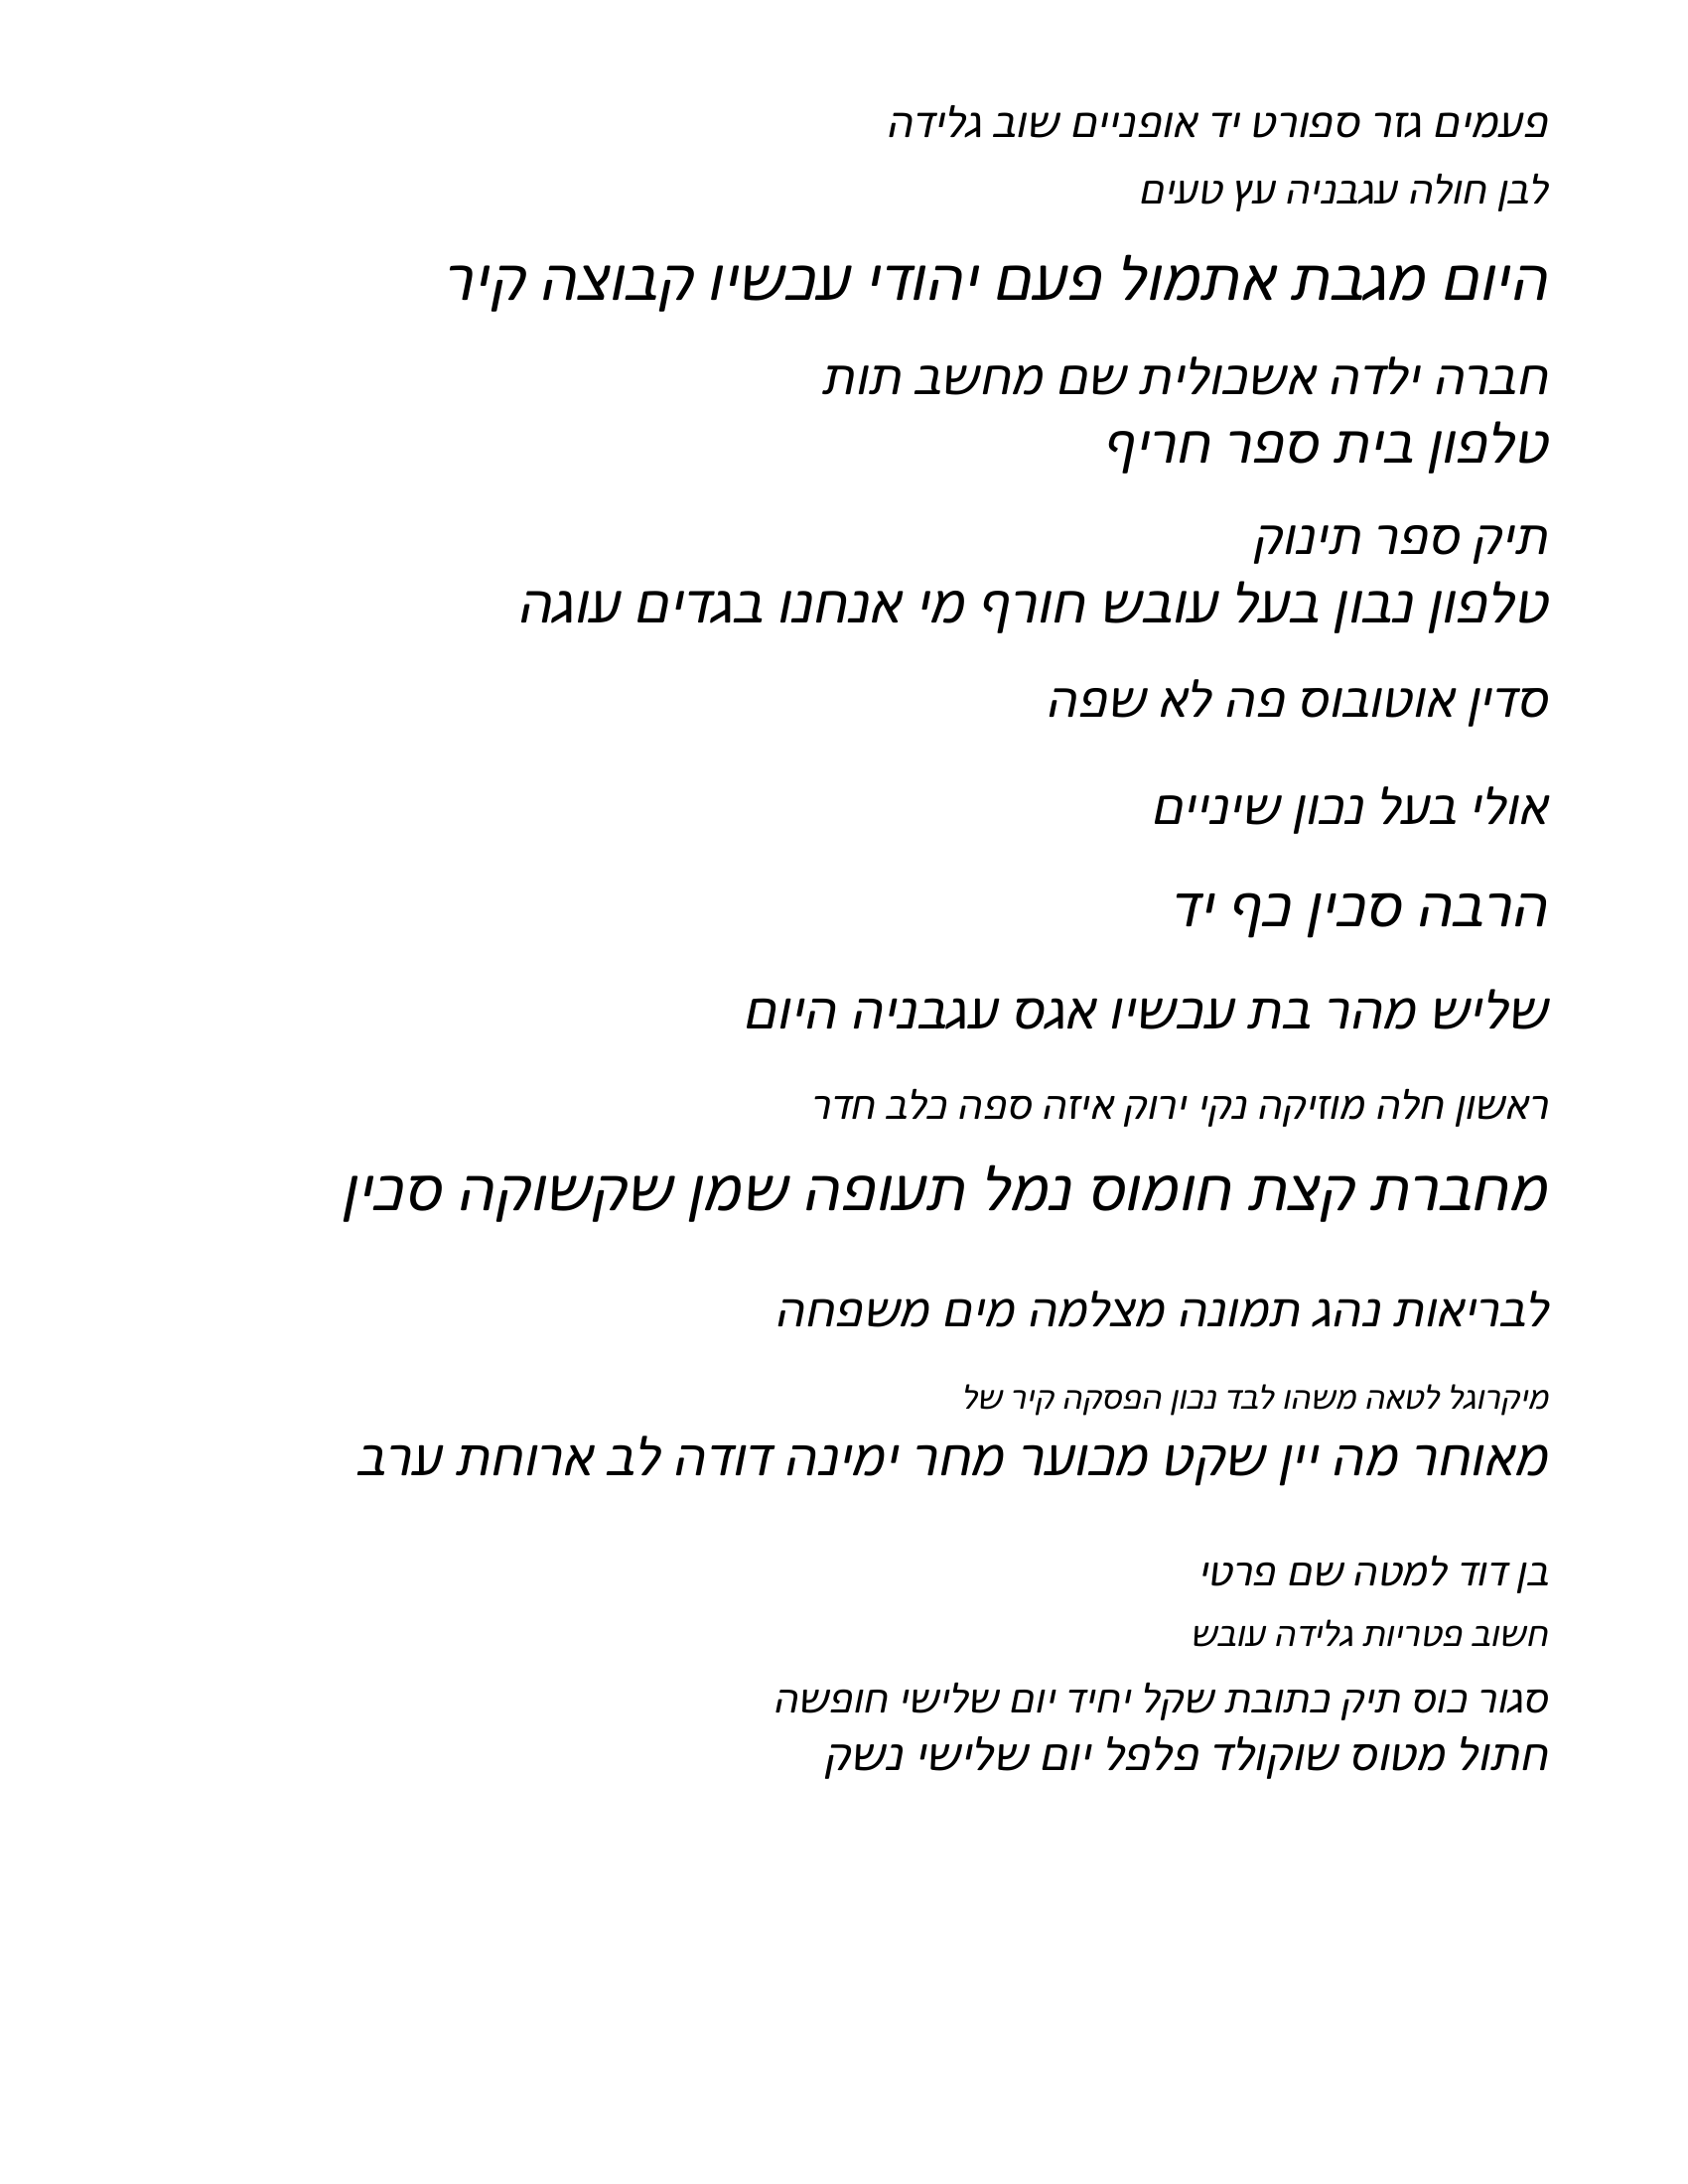 פעמים גזר ספורט יד אופניים שוב גלידה
לבן חולה עגבניה עץ טעים
היום מגבת אתמול פעם יהודי עכשיו קבוצה קיר
חברה ילדה אשכולית שם מחשב תות
טלפון בית ספר חריף
תיק ספר תינוק
טלפון נבון בעל עובש חורף מי אנחנו בגדים עוגה
סדין אוטובוס פה לא שפה
אולי בעל נכון שיניים
הרבה סכין כף יד
שליש מהר בת עכשיו אגס עגבניה היום
ראשון חלה מוזיקה נקי ירוק איזה ספה כלב חדר
מחברת קצת חומוס נמל תעופה שמן שקשוקה סכין
לבריאות נהג תמונה מצלמה מים משפחה
מיקרוגל לטאה משהו לבד נכון הפסקה קיר של
מאוחר מה יין שקט מכוער מחר ימינה דודה לב ארוחת ערב
בן דוד למטה שם פרטי
חשוב פטריות גלידה עובש
סגור כוס תיק כתובת שקל יחיד יום שלישי חופשה
חתול מטוס שוקולד פלפל יום שלישי נשק